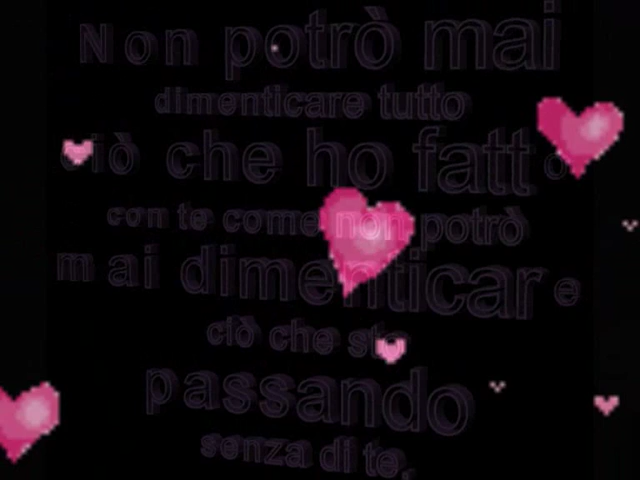 Non potrò mai
dimenticare tutto
ciò che ho fatto
con te come non potrò
mai dimenticare
ciò che sto
passando
senza di te.